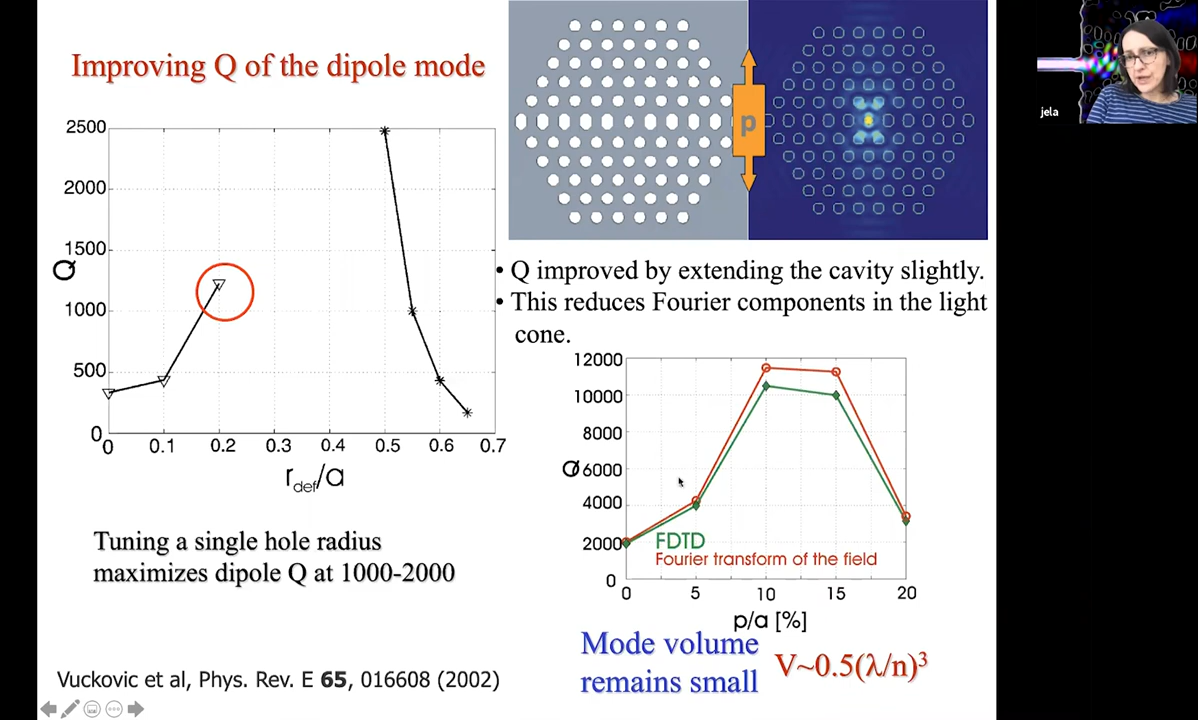 Improving Q of the dipole mode
2500
2000
1500
1000
500
0
Q
0 0.1 0.2 0.3 0.4 0.5 0.6 0.7
r_def/a
Tuning a single hole radius
maximizes dipole Q at 1000-2000
Vuckovic et al, Phys. Rev. E 65, 016608 (2002)
p
• Q improved by extending the cavity slightly.
• This reduces Fourier components in the light
cone.
12000
10000
8000
6000
4000
2000
0
Q
FDTD
Fourier transform of the field
0 5 10 15 20
p/a [%]
Mode volume
remains small
V~0.5(λ/n)³
jela